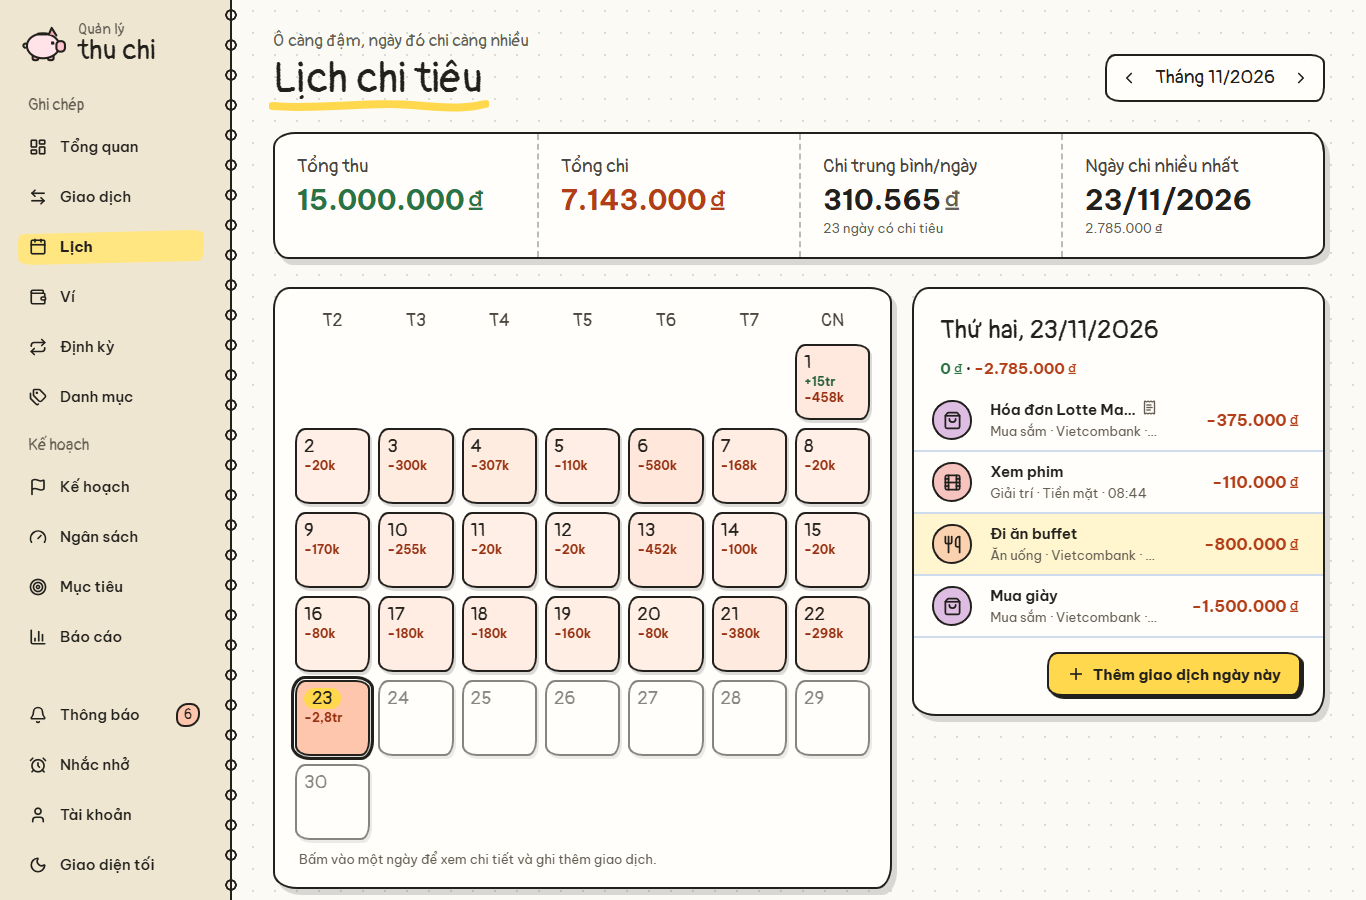 Quản lý
thu chi
Ghi chép
Tổng quan
Giao dịch
Lịch
Ví
Định kỳ
Danh mục
Kế hoạch
Kế hoạch
Ngân sách
Mục tiêu
Báo cáo
Thông báo 6
Nhắc nhở
Tài khoản
Giao diện tối
Ô càng đậm, ngày đó chi càng nhiều
Lịch chi tiêu
Tháng 11/2026
Tổng thu
15.000.000 ₫
Tổng chi
7.143.000 ₫
Chi trung bình/ngày
310.565 ₫
23 ngày có chi tiêu
Ngày chi nhiều nhất
23/11/2026
2.785.000 ₫
T2 T3 T4 T5 T6 T7 CN
1
+15tr
-458k
2 3 4 5 6 7 8
-20k -300k -307k -110k -580k -168k -20k
9 10 11 12 13 14 15
-170k -255k -20k -20k -452k -100k -20k
16 17 18 19 20 21 22
-80k -180k -180k -160k -80k -380k -298k
23 24 25 26 27 28 29
-2,8tr
30
Bấm vào một ngày để xem chi tiết và ghi thêm giao dịch.
Thứ hai, 23/11/2026
0 ₫ · -2.785.000 ₫
Hóa đơn Lotte Ma... -375.000 ₫
Mua sắm · Vietcombank ·...
Xem phim -110.000 ₫
Giải trí · Tiền mặt · 08:44
Đi ăn buffet -800.000 ₫
Ăn uống · Vietcombank · ...
Mua giày -1.500.000 ₫
Mua sắm · Vietcombank ·...
+ Thêm giao dịch ngày này